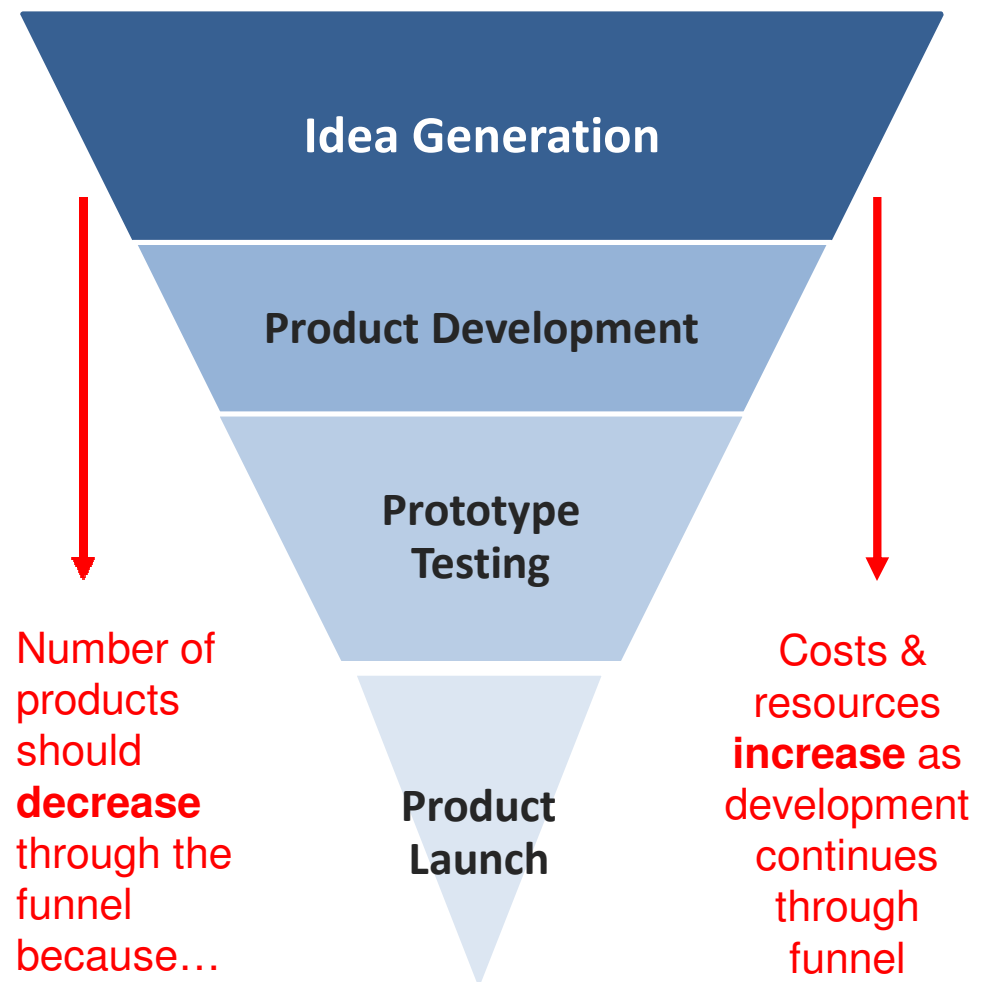 Idea Generation
Product Development
Prototype
Testing
Product
Launch
Number of
products
should
decrease
through the
funnel
because…
Costs &
resources
increase as
development
continues
through
funnel